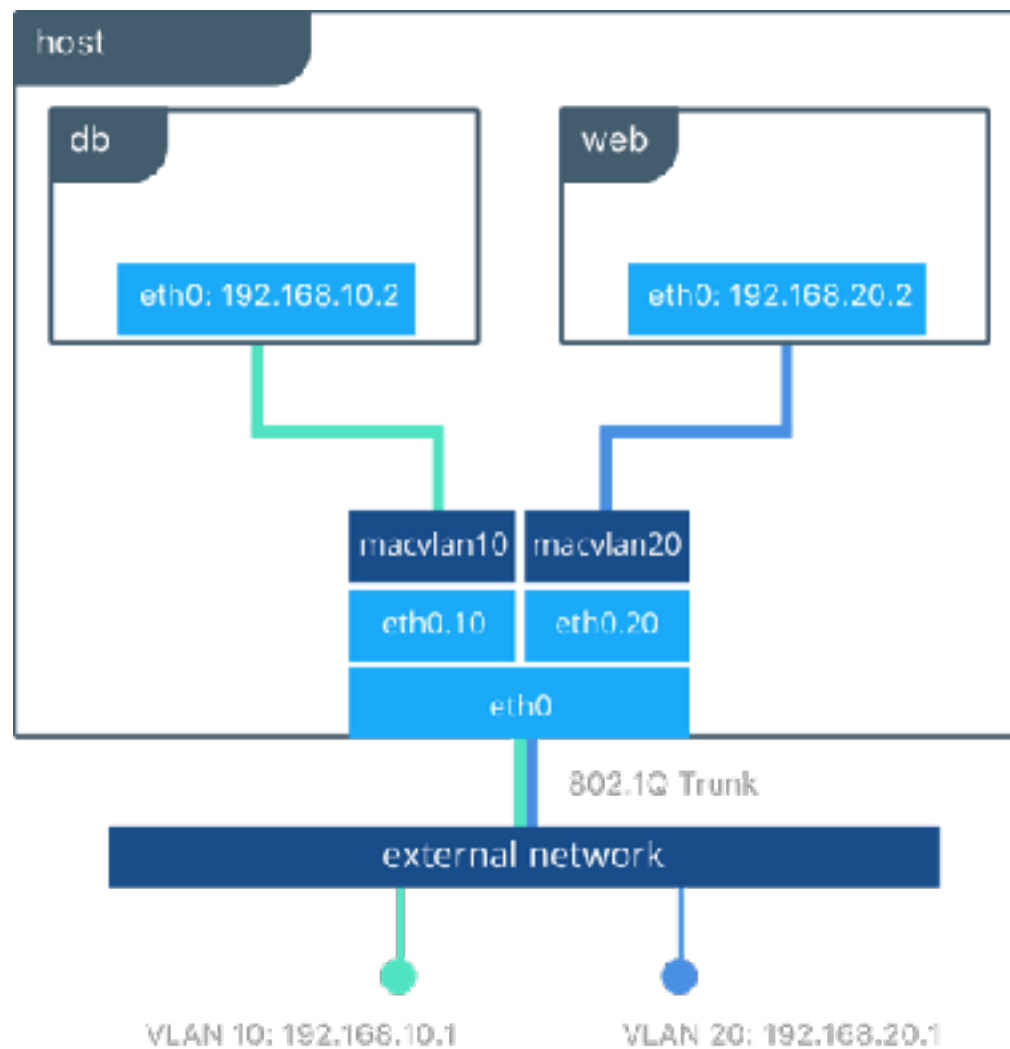 host
db
web
eth0: 192.168.10.2
eth0: 192.168.20.2
macvlan10
macvlan20
eth0.10
eth0.20
eth0
802.1Q Trunk
external network
VLAN 10: 192.168.10.1
VLAN 20: 192.168.20.1